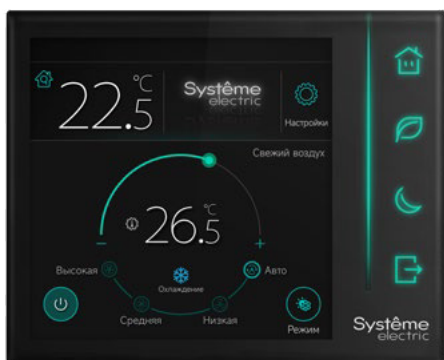 22.5 °C
Systême
electric
Настройки
Свежий воздух
26.5 °C
− +
Высокая
Авто
Охлаждение
Средняя
Низкая
Режим
Systême
electric